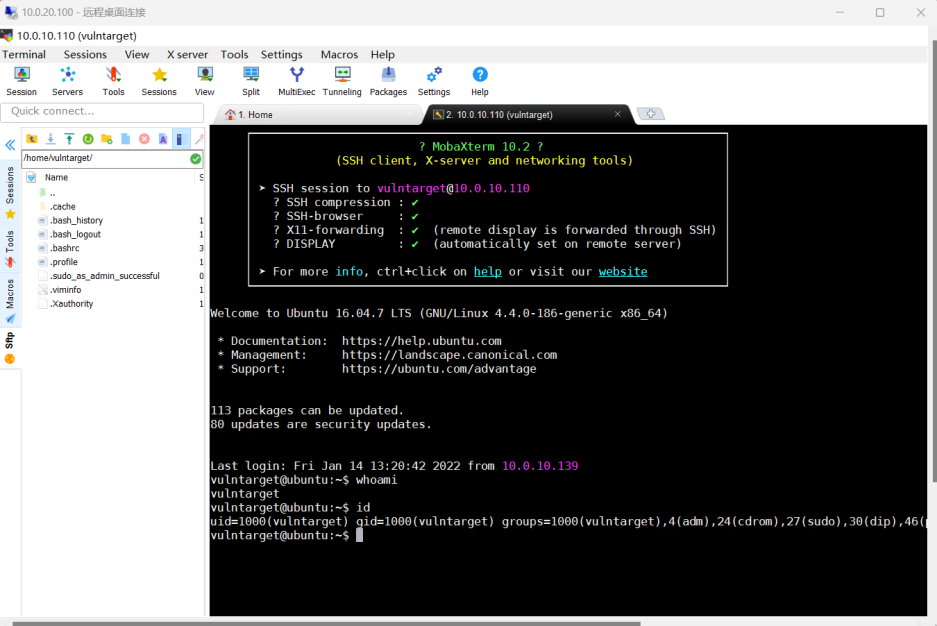 10.0.20.100 - 远程桌面连接
10.0.10.110 (vulntarget)
Terminal Sessions View X server Tools Settings Macros Help
Session Servers Tools Sessions View Split MultiExec Tunneling Packages Settings Help
Quick connect...
1. Home
2. 10.0.10.110 (vulntarget)
/home/vulntarget/
Name S
..
.cache
.bash_history 1
.bash_logout 1
.bashrc 3
.profile 1
.sudo_as_admin_successful 0
.viminfo 1
.Xauthority 1
Sessions
Tools
Macros
Sftp
? MobaXterm 10.2 ?
(SSH client, X-server and networking tools)
➤ SSH session to vulntarget@10.0.10.110
? SSH compression : ✔
? SSH-browser : ✔
? X11-forwarding : ✔ (remote display is forwarded through SSH)
? DISPLAY : ✔ (automatically set on remote server)
➤ For more info, ctrl+click on help or visit our website
Welcome to Ubuntu 16.04.7 LTS (GNU/Linux 4.4.0-186-generic x86_64)
* Documentation: https://help.ubuntu.com
* Management: https://landscape.canonical.com
* Support: https://ubuntu.com/advantage
113 packages can be updated.
80 updates are security updates.
Last login: Fri Jan 14 13:20:42 2022 from 10.0.10.139
vulntarget@ubuntu:~$ whoami
vulntarget
vulntarget@ubuntu:~$ id
uid=1000(vulntarget) gid=1000(vulntarget) groups=1000(vulntarget),4(adm),24(cdrom),27(sudo),30(dip),46(
vulntarget@ubuntu:~$